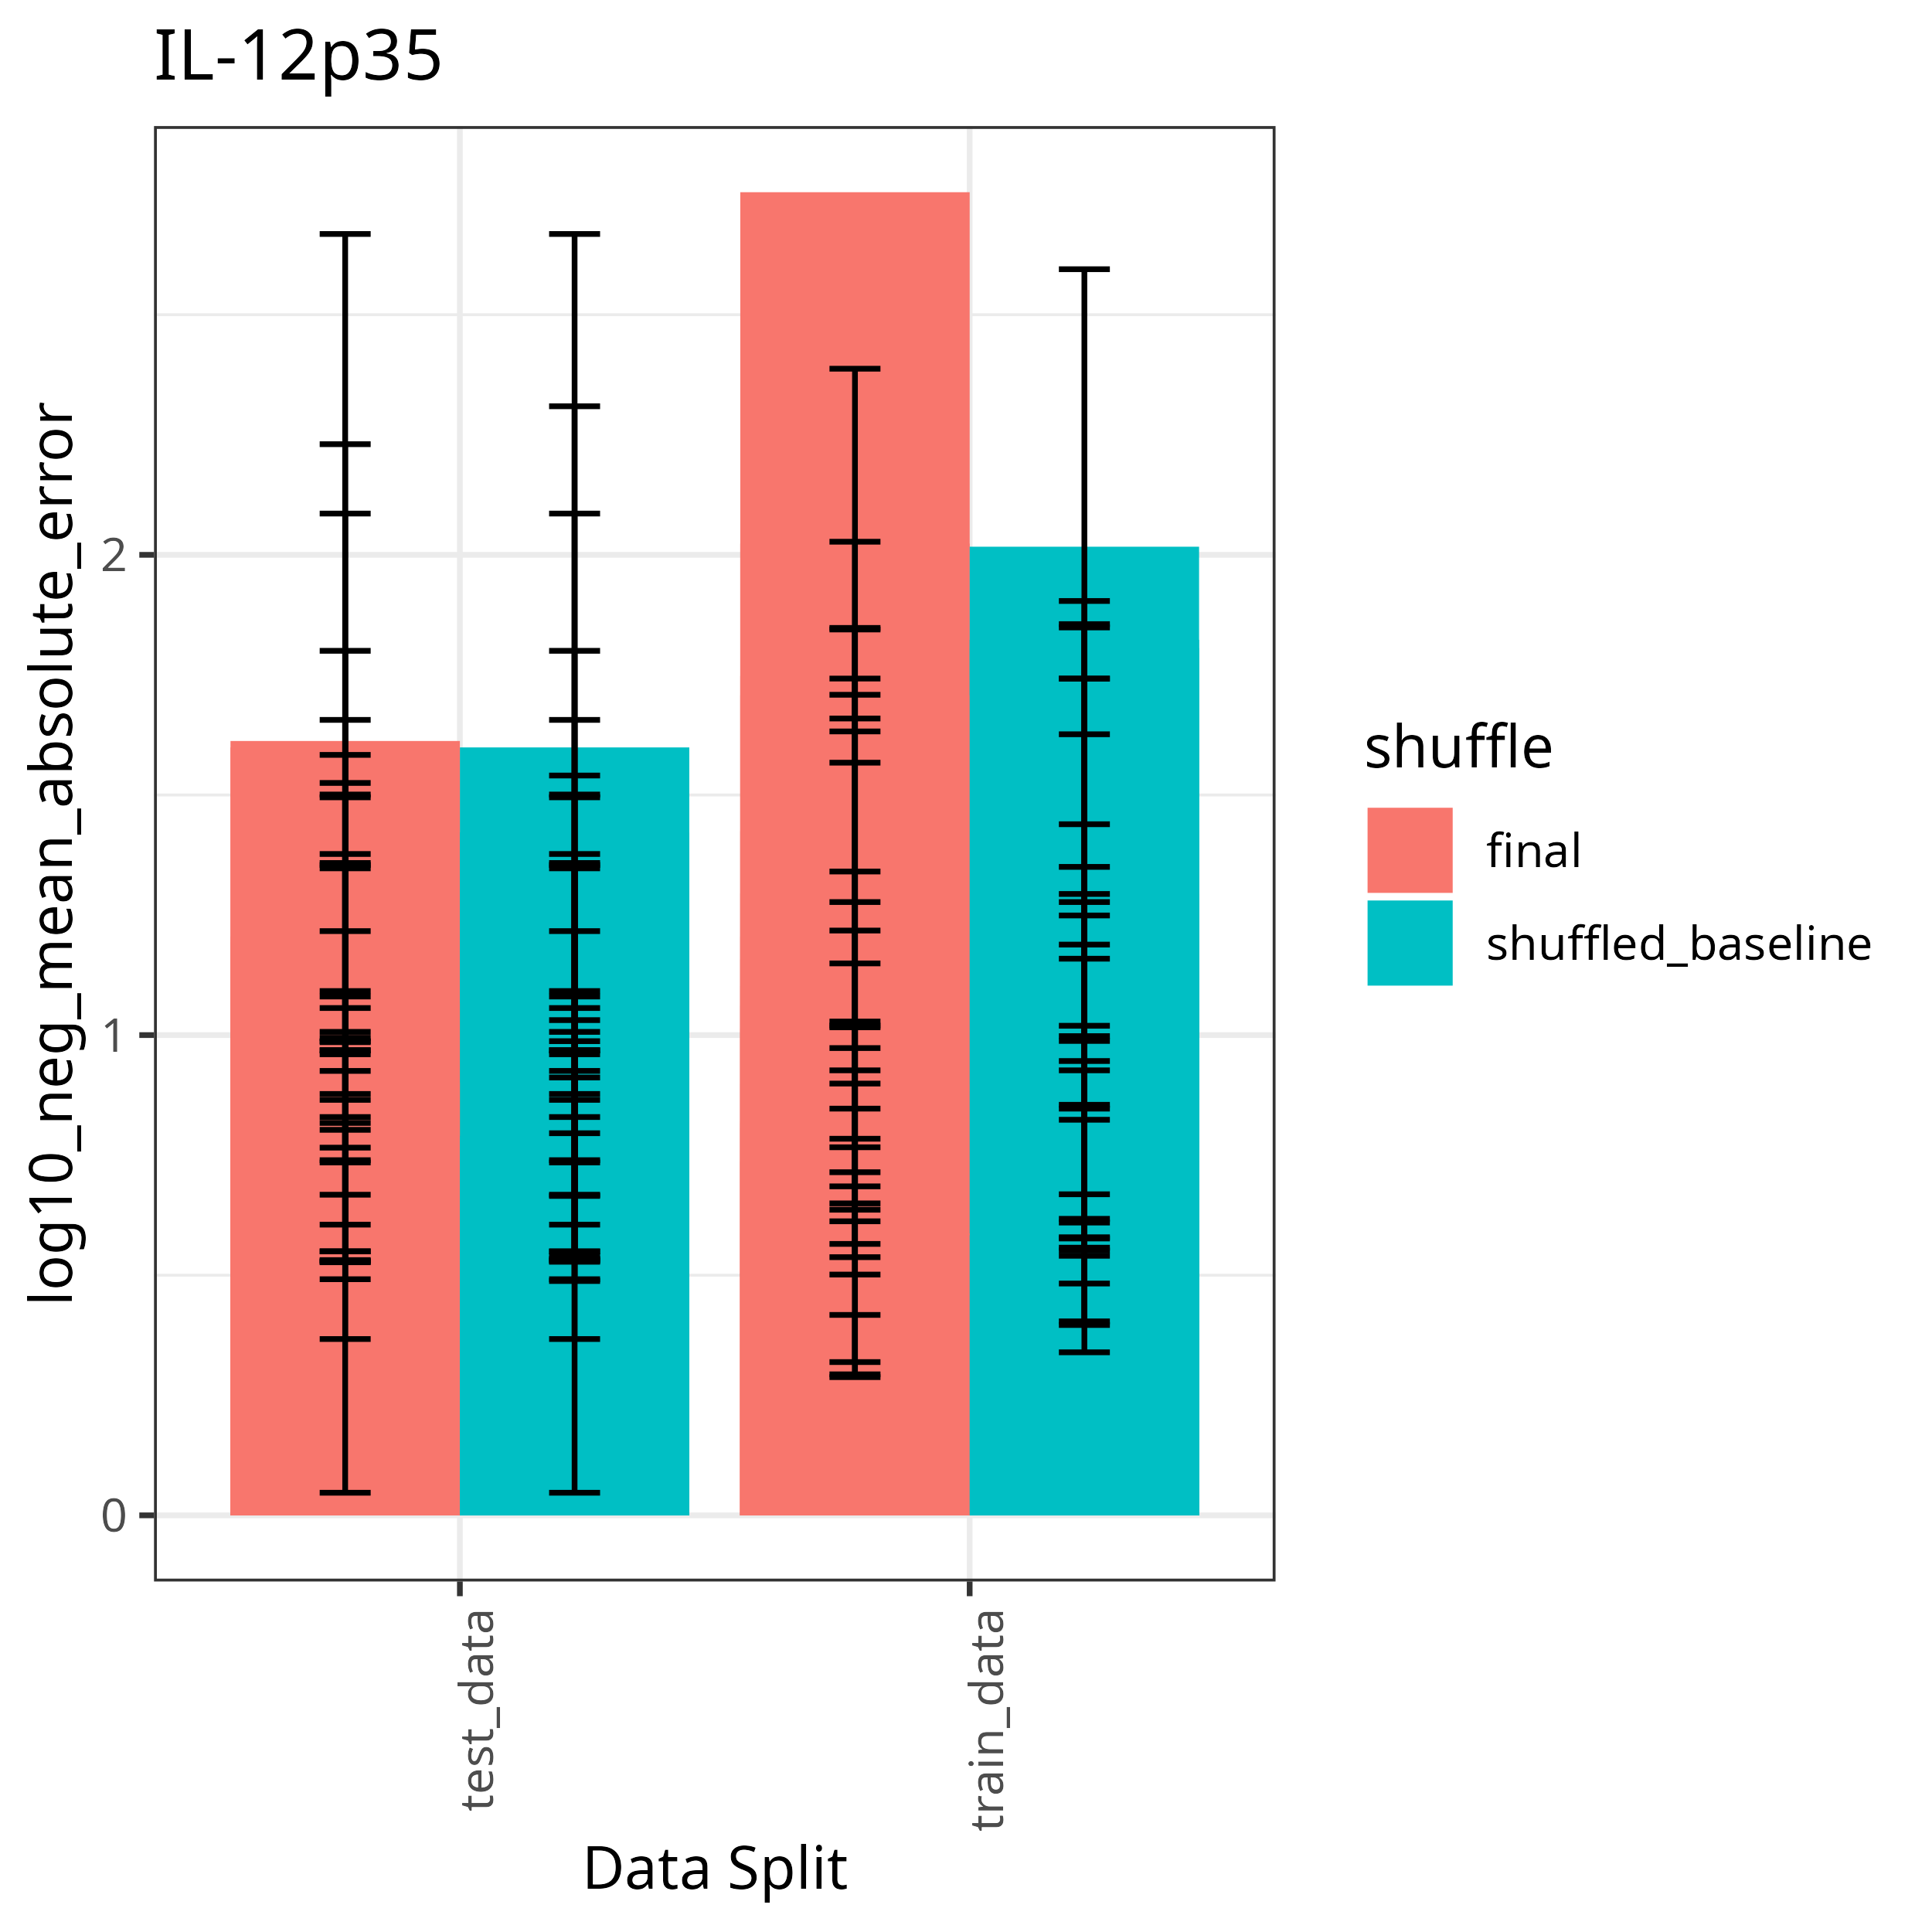 IL-12p35
log10_neg_mean_absolute_error
2
1
0
test_data
train_data
Data Split
shuffle
final
shuffled_baseline